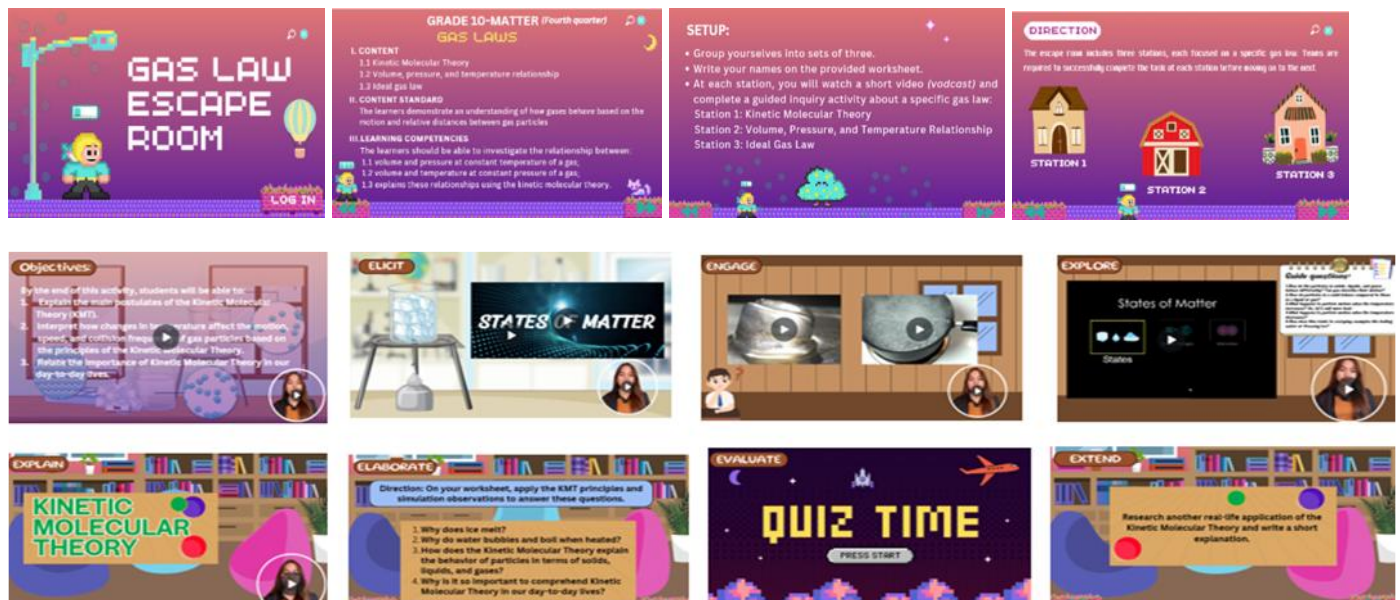 GAS LAW
ESCAPE
ROOM
LOG IN
GRADE 10-MATTER (Fourth quarter)
GAS LAWS
I. CONTENT
1.1 Kinetic Molecular Theory
1.2 Volume, pressure, and temperature relationship
1.3 Ideal gas law
II. CONTENT STANDARD
The learners demonstrate an understanding of how gases behave based on the
motion and relative distances between gas particles
III. LEARNING COMPETENCIES
The learners should be able to investigate the relationship between:
1.1 volume and pressure at constant temperature of a gas;
1.2 volume and temperature at constant pressure of a gas;
1.3 explains these relationships using the kinetic molecular theory.
SETUP:
• Group yourselves into sets of three.
• Write your names on the provided worksheet.
• At each station, you will watch a short video (vodcast) and
complete a guided inquiry activity about a specific gas law:
Station 1: Kinetic Molecular Theory
Station 2: Volume, Pressure, and Temperature Relationship
Station 3: Ideal Gas Law
DIRECTION
The escape room includes three stations, each focused on a specific gas law. Teams are
required to successfully complete the task at each station before moving on to the next.
STATION 1
STATION 2
STATION 3
Objectives:
By the end of this activity, students will be able to:
1. Explain the main postulates of the Kinetic Molecular
Theory (KMT).
2. Interpret how changes in temperature affect the motion,
speed, and collision frequency of gas particles based on
the principles of the Kinetic Molecular Theory.
3. Relate the importance of Kinetic Molecular Theory in our
day-to-day lives.
ELICIT
STATES OF MATTER
ENGAGE
EXPLORE
States of Matter
States
Guide questions:
EXPLAIN
KINETIC
MOLECULAR
THEORY
ELABORATE
Direction: On your worksheet, apply the KMT principles and
simulation observations to answer these questions.
1. Why does ice melt?
2. Why do water bubbles and boil when heated?
3. How does the Kinetic Molecular Theory explain
the behavior of particles in terms of solids,
liquids, and gases?
4. Why is it so important to comprehend Kinetic
Molecular Theory in our day-to-day lives?
EVALUATE
QUIZ TIME
PRESS START
EXTEND
Research another real-life application of the
Kinetic Molecular Theory and write a short
explanation.